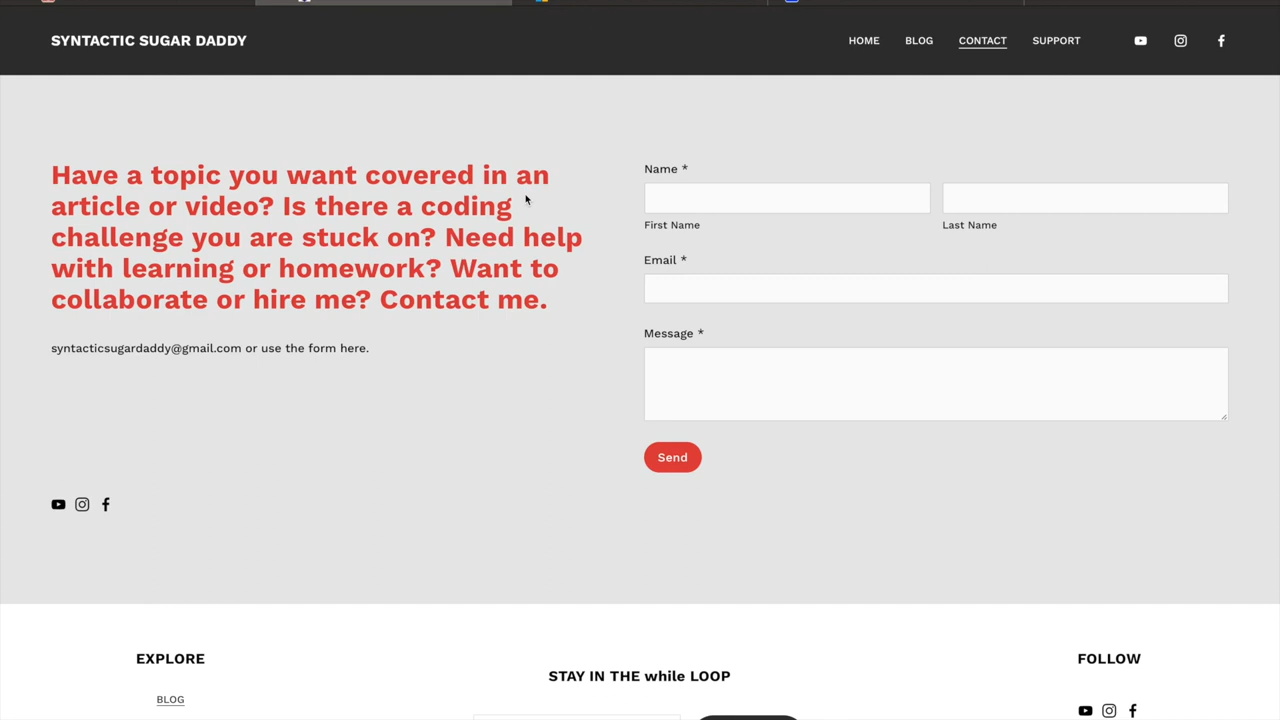 SYNTACTIC SUGAR DADDY
HOME BLOG CONTACT SUPPORT
Have a topic you want covered in an
article or video? Is there a coding
challenge you are stuck on? Need help
with learning or homework? Want to
collaborate or hire me? Contact me.
syntacticsugardaddy@gmail.com or use the form here.
Name *
First Name Last Name
Email *
Message *
Send
EXPLORE
BLOG
STAY IN THE while LOOP
FOLLOW